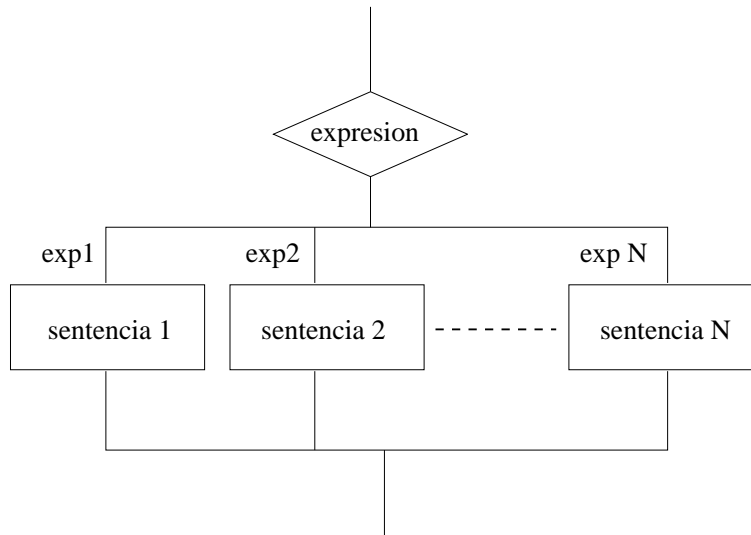 expresion
exp1
exp2
exp N
sentencia 1
sentencia 2
sentencia N